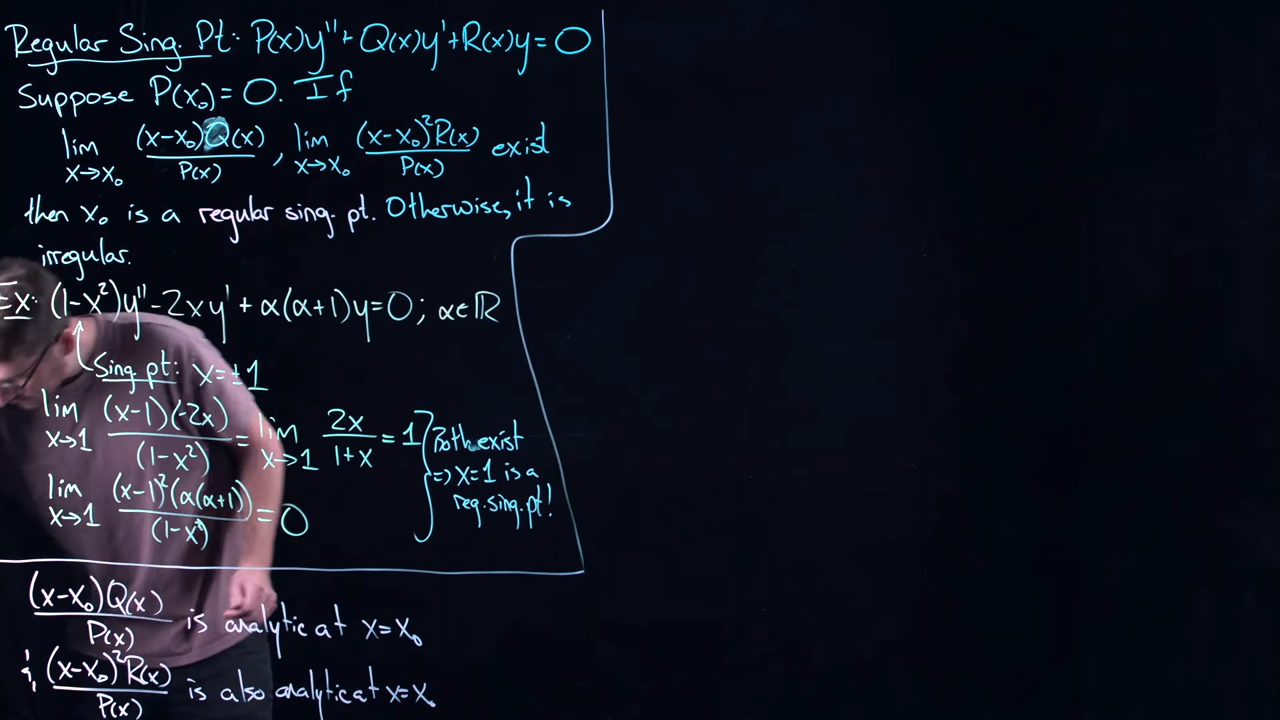 Regular Sing. Pt: P(x)y"+Q(x)y'+R(x)y=0
Suppose P(x₀)=0. If
lim x→x₀ (x-x₀)Q(x)/P(x), lim x→x₀ (x-x₀)²R(x)/P(x) exist
then x₀ is a regular sing. pt. Otherwise, it is
irregular.
Ex: (1-x²)y"-2xy'+α(α+1)y=0; α∈ℝ
Sing. pt: x=±1
lim x→1 (x-1)(-2x)/(1-x²) = lim x→1 2x/1+x = 1
lim x→1 (x-1)²(α(α+1))/(1-x²) = 0
Both exist
⇒ x=1 is a
reg. sing. pt!
(x-x₀)Q(x)/P(x) is analytic at x=x₀
& (x-x₀)²R(x)/P(x) is also analytic at x=x₀